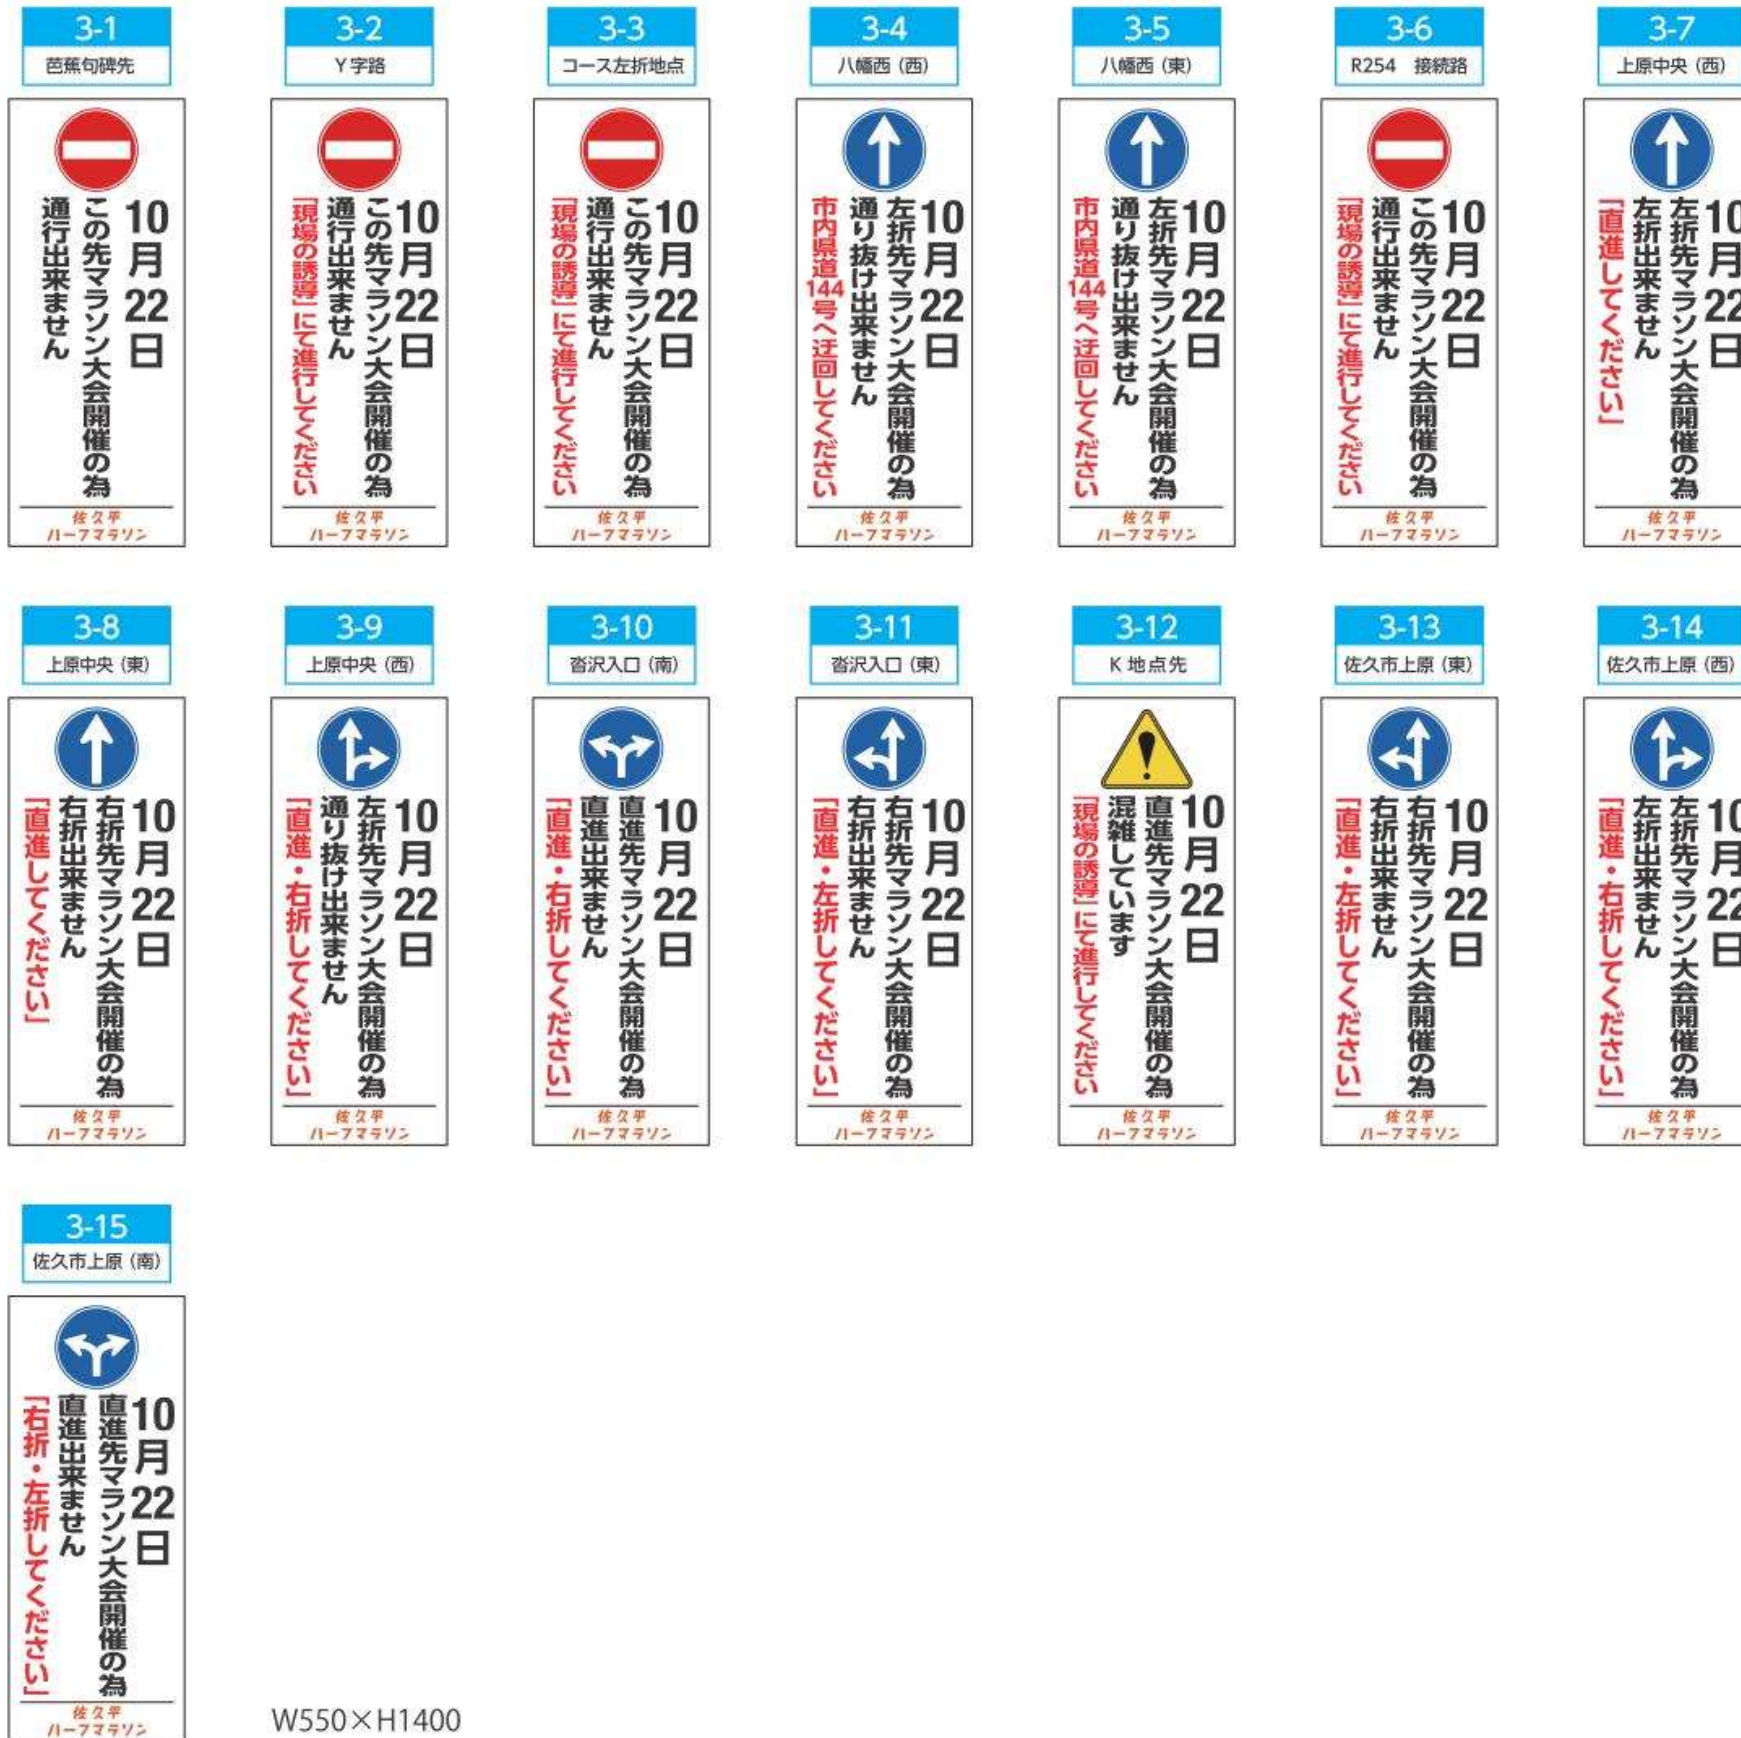 3-1
芭蕉句碑先
10月22日
この先マラソン大会開催の為
通行出来ません
佐久平
ハーフマラソン
3-2
Y字路
10月22日
この先マラソン大会開催の為
通行出来ません
「現場の誘導」にて進行してください
佐久平
ハーフマラソン
3-3
コース左折地点
10月22日
この先マラソン大会開催の為
通行出来ません
「現場の誘導」にて進行してください
佐久平
ハーフマラソン
3-4
八幡西（西）
10月22日
左折先マラソン大会開催の為
通り抜け出来ません
市内県道144号へ迂回してください
佐久平
ハーフマラソン
3-5
八幡西（東）
10月22日
左折先マラソン大会開催の為
通り抜け出来ません
市内県道144号へ迂回してください
佐久平
ハーフマラソン
3-6
R254　接続路
10月22日
この先マラソン大会開催の為
通行出来ません
「現場の誘導」にて進行してください
佐久平
ハーフマラソン
3-7
上原中央（西）
10月22日
左折先マラソン大会開催の為
左折出来ません
「直進してください」
佐久平
ハーフマラソン
3-8
上原中央（東）
10月22日
右折先マラソン大会開催の為
右折出来ません
「直進してください」
佐久平
ハーフマラソン
3-9
上原中央（西）
10月22日
左折先マラソン大会開催の為
通り抜け出来ません
「直進・右折してください」
佐久平
ハーフマラソン
3-10
沓沢入口（南）
10月22日
直進先マラソン大会開催の為
直進出来ません
「直進・右折してください」
佐久平
ハーフマラソン
3-11
沓沢入口（東）
10月22日
右折先マラソン大会開催の為
右折出来ません
「直進・左折してください」
佐久平
ハーフマラソン
3-12
K地点先
10月22日
直進先マラソン大会開催の為
混雑しています
「現場の誘導」にて進行してください
佐久平
ハーフマラソン
3-13
佐久市上原（東）
10月22日
右折先マラソン大会開催の為
右折出来ません
「直進・左折してください」
佐久平
ハーフマラソン
3-14
佐久市上原（西）
10月22日
左折先マラソン大会開催の為
左折出来ません
「直進・右折してください」
佐久平
ハーフマラソン
3-15
佐久市上原（南）
10月22日
直進先マラソン大会開催の為
直進出来ません
「右折・左折してください」
佐久平
ハーフマラソン
W550×H1400